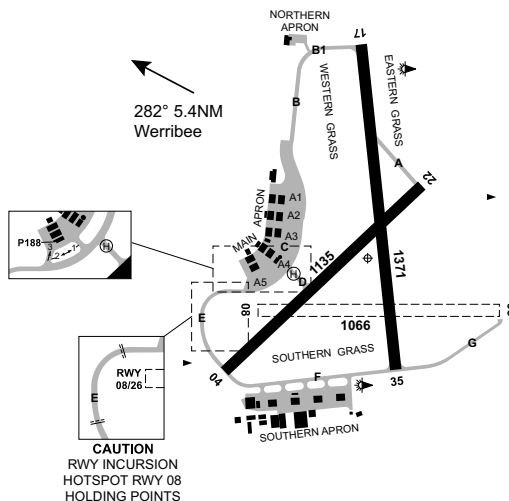 NORTHERN
APRON
17
B1
282° 5.4NM
Werribee
B
WESTERN GRASS
EASTERN GRASS
A
22
MAIN APRON
A1
A2
A3
C
A4
H
D
A5
1135
1371
P188
3
2
1
H
E
08
1066
SOUTHERN GRASS
G
04
F
35
SOUTHERN APRON
RWY
08/26
E
CAUTION
RWY INCURSION
HOTSPOT RWY 08
HOLDING POINTS